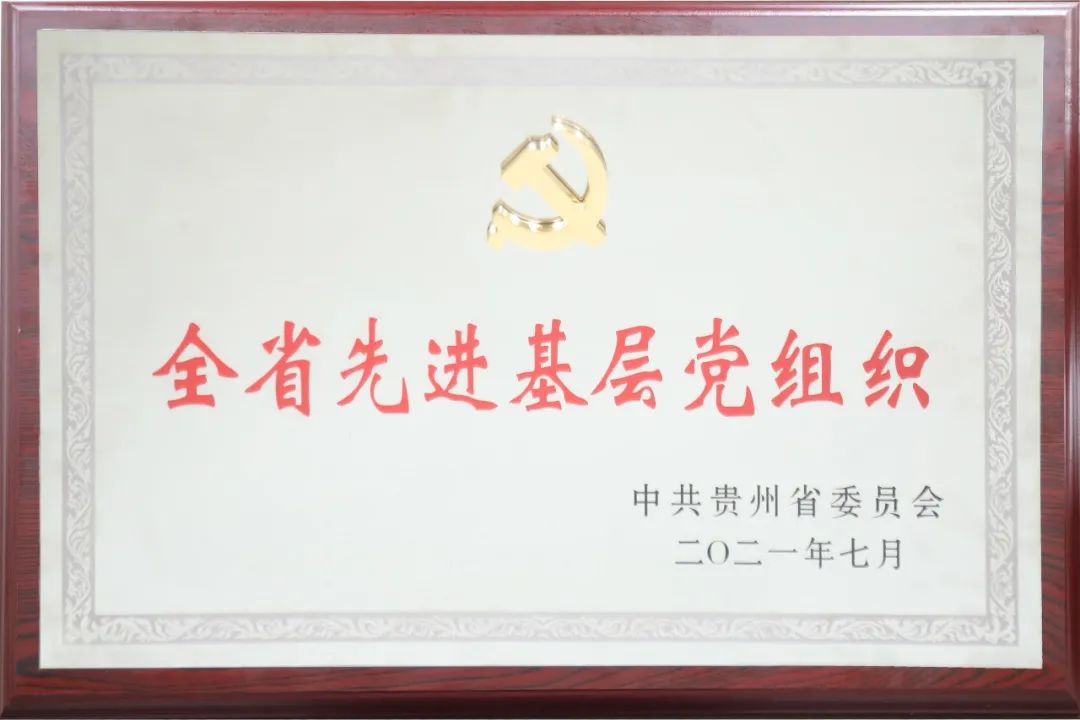 全省先进基层党组织
中共贵州省委员会
二〇二一年七月